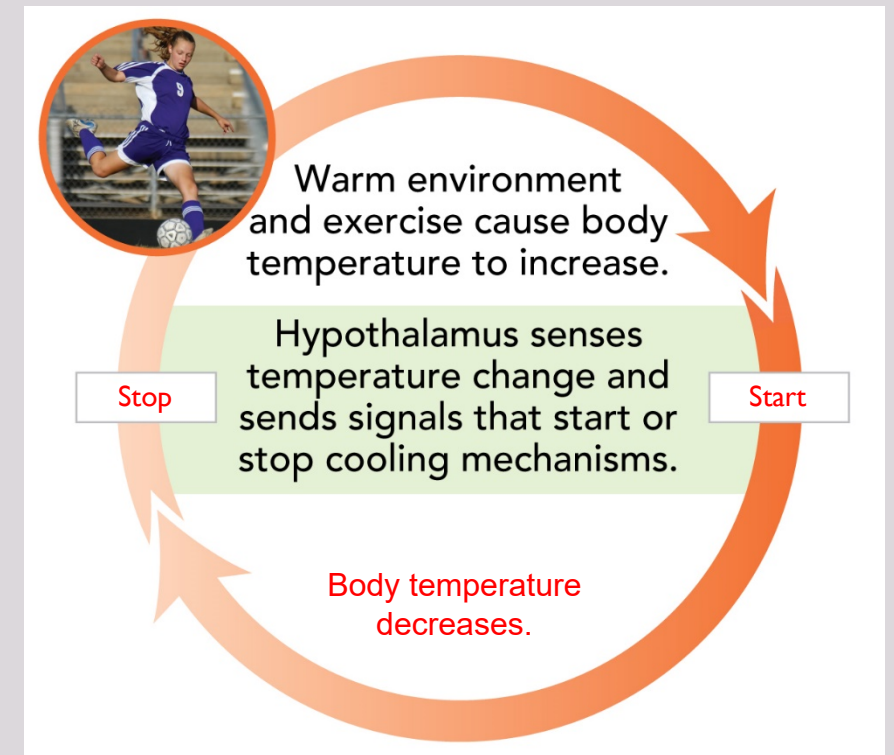 9
Warm environment
and exercise cause body
temperature to increase.
Hypothalamus senses
temperature change and
sends signals that start or
stop cooling mechanisms.
Stop
Start
Body temperature
decreases.